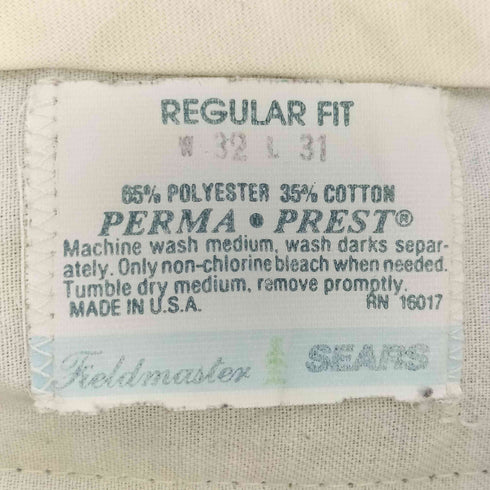 REGULAR FIT
W 32 L 31
65% POLYESTER 35% COTTON
PERMA • PREST®
Machine wash medium, wash darks separ-
ately. Only non-chlorine bleach when needed.
Tumble dry medium, remove promptly.
MADE IN U.S.A. RN 16017
Fieldmaster SEARS